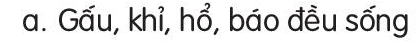 a. Gấu, khỉ, hổ, báo đều sống